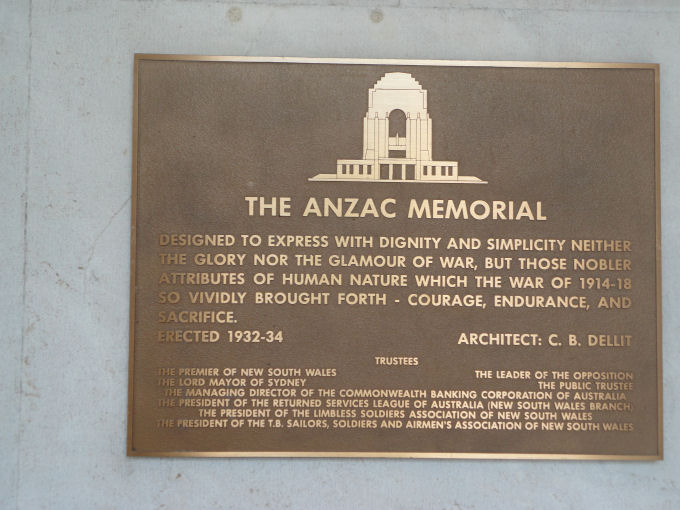 THE ANZAC MEMORIAL
DESIGNED TO EXPRESS WITH DIGNITY AND SIMPLICITY NEITHER
THE GLORY NOR THE GLAMOUR OF WAR, BUT THOSE NOBLER
ATTRIBUTES OF HUMAN NATURE WHICH THE WAR OF 1914-18
SO VIVIDLY BROUGHT FORTH - COURAGE, ENDURANCE, AND
SACRIFICE.
ERECTED 1932-34 ARCHITECT: C. B. DELLIT
TRUSTEES
THE PREMIER OF NEW SOUTH WALES THE LEADER OF THE OPPOSITION
THE LORD MAYOR OF SYDNEY THE PUBLIC TRUSTEE
THE MANAGING DIRECTOR OF THE COMMONWEALTH BANKING CORPORATION OF AUSTRALIA
THE PRESIDENT OF THE RETURNED SERVICES LEAGUE OF AUSTRALIA (NEW SOUTH WALES BRANCH)
THE PRESIDENT OF THE LIMBLESS SOLDIERS ASSOCIATION OF NEW SOUTH WALES
THE PRESIDENT OF THE T.B. SAILORS, SOLDIERS AND AIRMEN'S ASSOCIATION OF NEW SOUTH WALES